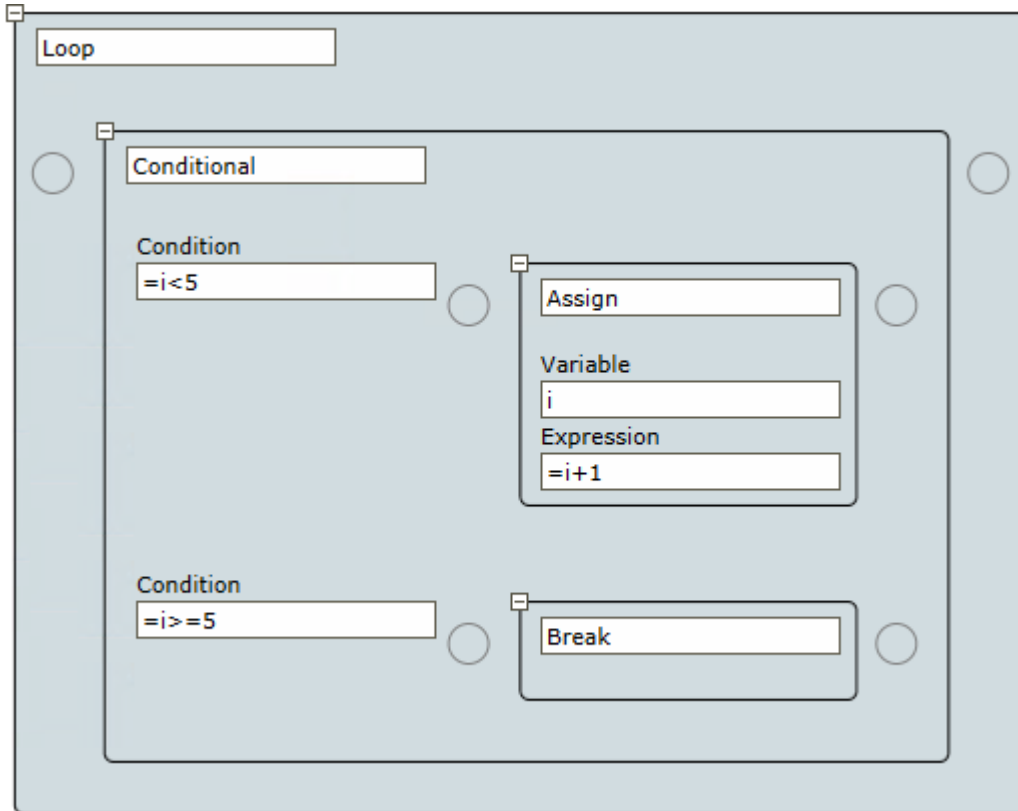 Loop
Conditional
Condition
=i<5
Assign
Variable
i
Expression
=i+1
Condition
=i>=5
Break